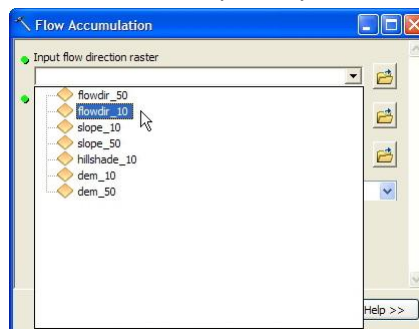 Flow Accumulation
Input flow direction raster
flowdir_50
flowdir_10
slope_10
slope_50
hillshade_10
dem_10
dem_50
Help >>